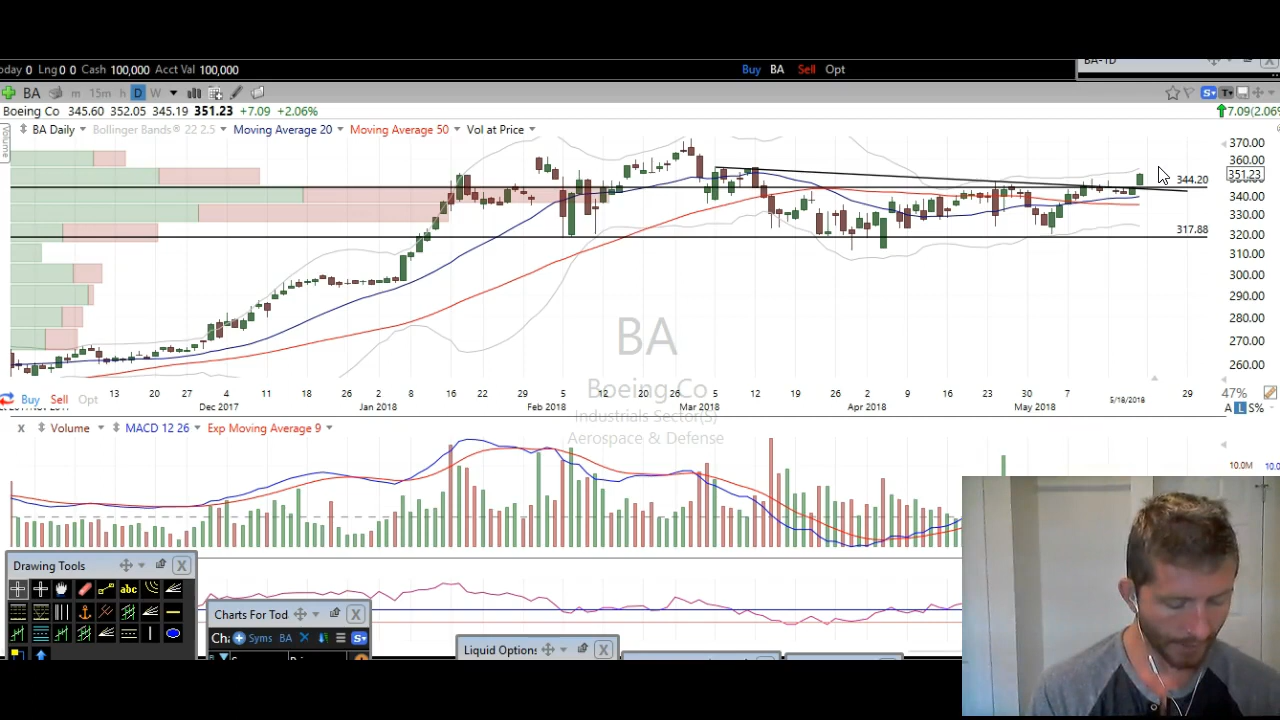 oday 0 Lng 0 0 Cash 100,000 Acct Val 100,000 Buy BA Sell Opt BA-1D
BA m 15m h D W
Boeing Co 345.60 352.05 345.19 351.23 +7.09 +2.06% 7.09(2.06%
BA Daily Bollinger Bands® 22 2.5 Moving Average 20 Moving Average 50 Vol at Price
Volume
370.00
360.00
351.23
344.20
340.00
330.00
317.88
320.00
310.00
300.00
290.00
280.00
270.00
260.00
BA
Boeing Co
Industrials Sector(S)
Aerospace & Defense
13 20 27 4 11 18 26 2 8 16 22 29 5 12 20 26 5 12 19 26 2 9 16 23 30 7 5/18/2018 29
Dec 2017 Jan 2018 Feb 2018 Mar 2018 Apr 2018 May 2018
Buy Sell Opt
47%
A L S%
X Volume MACD 12 26 Exp Moving Average 9
10.0M 10.0
Drawing Tools X
abc
Charts For Tod X
Cha Syms BA
Liquid Options X